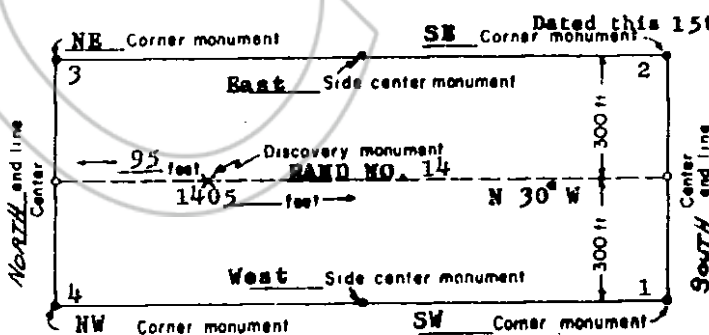 Dated this 15t
NE Corner monument
SE Corner monument
3
2
East Side center monument
300 ft
95 feet
Discovery monument
RAND NO. 14
1405 feet
N 30° W
NORTH end line
Center
Center
SOUTH end line
300 ft
West Side center monument
4
1
NW Corner monument
SW Corner monument